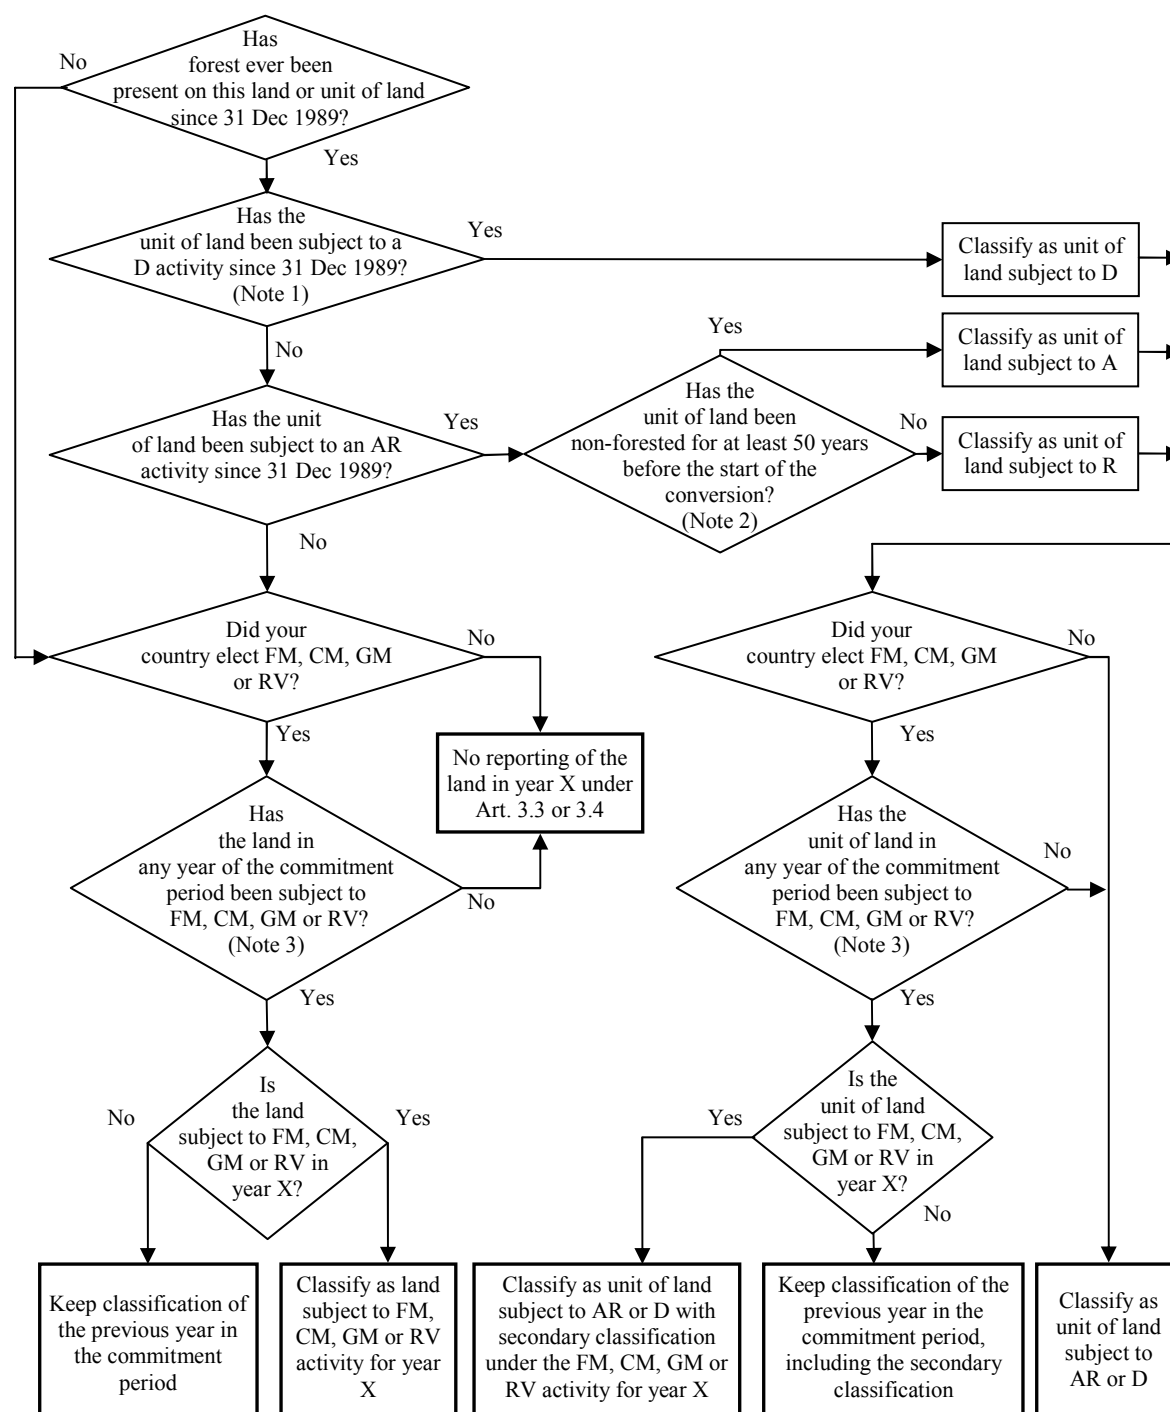 Has
forest ever been
present on this land or unit of land
since 31 Dec 1989?
No
Yes
Has the
unit of land been subject to a
D activity since 31 Dec 1989?
(Note 1)
Yes
Classify as unit of
land subject to D
No
Yes
Classify as unit of
land subject to A
Has the unit
of land been subject to an AR
activity since 31 Dec 1989?
Yes
Has the
unit of land been
non-forested for at least 50 years
before the start of the
conversion?
(Note 2)
No
Classify as unit of
land subject to R
No
Did your
country elect FM, CM, GM
or RV?
No
Yes
No reporting of the
land in year X under
Art. 3.3 or 3.4
Has
the land in
any year of the commitment
period been subject to
FM, CM, GM or RV?
(Note 3)
No
Yes
Is
the land
subject to FM, CM,
GM or RV in
year X?
No
Yes
Keep classification of
the previous year in
the commitment
period
Classify as land
subject to FM,
CM, GM or RV
activity for year
X
Did your
country elect FM, CM, GM
or RV?
No
Yes
Has the
unit of land in
any year of the commitment
period been subject to
FM, CM, GM or RV?
(Note 3)
No
Yes
Is the
unit of land
subject to FM, CM,
GM or RV in
year X?
Yes
No
Classify as unit of land
subject to AR or D with
secondary classification
under the FM, CM, GM or
RV activity for year X
Keep classification of the
previous year in the
commitment period,
including the secondary
classification
Classify as
unit of land
subject to
AR or D